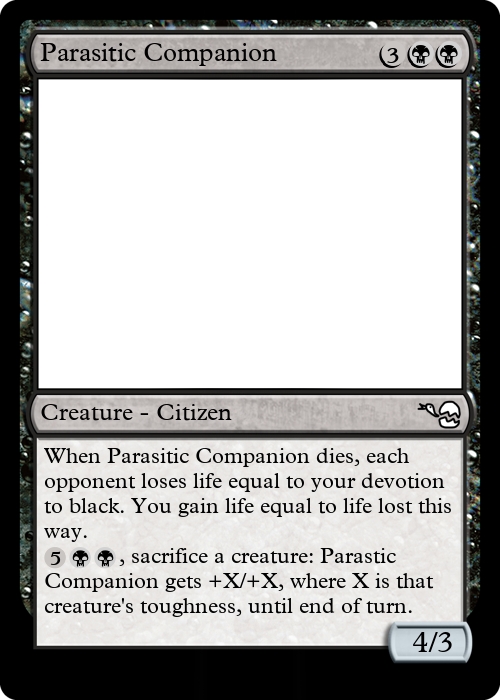 Parasitic Companion 3
Creature - Citizen
When Parasitic Companion dies, each
opponent loses life equal to your devotion
to black. You gain life equal to life lost this
way.
5 , sacrifice a creature: Parastic
Companion gets +X/+X, where X is that
creature's toughness, until end of turn.
4/3